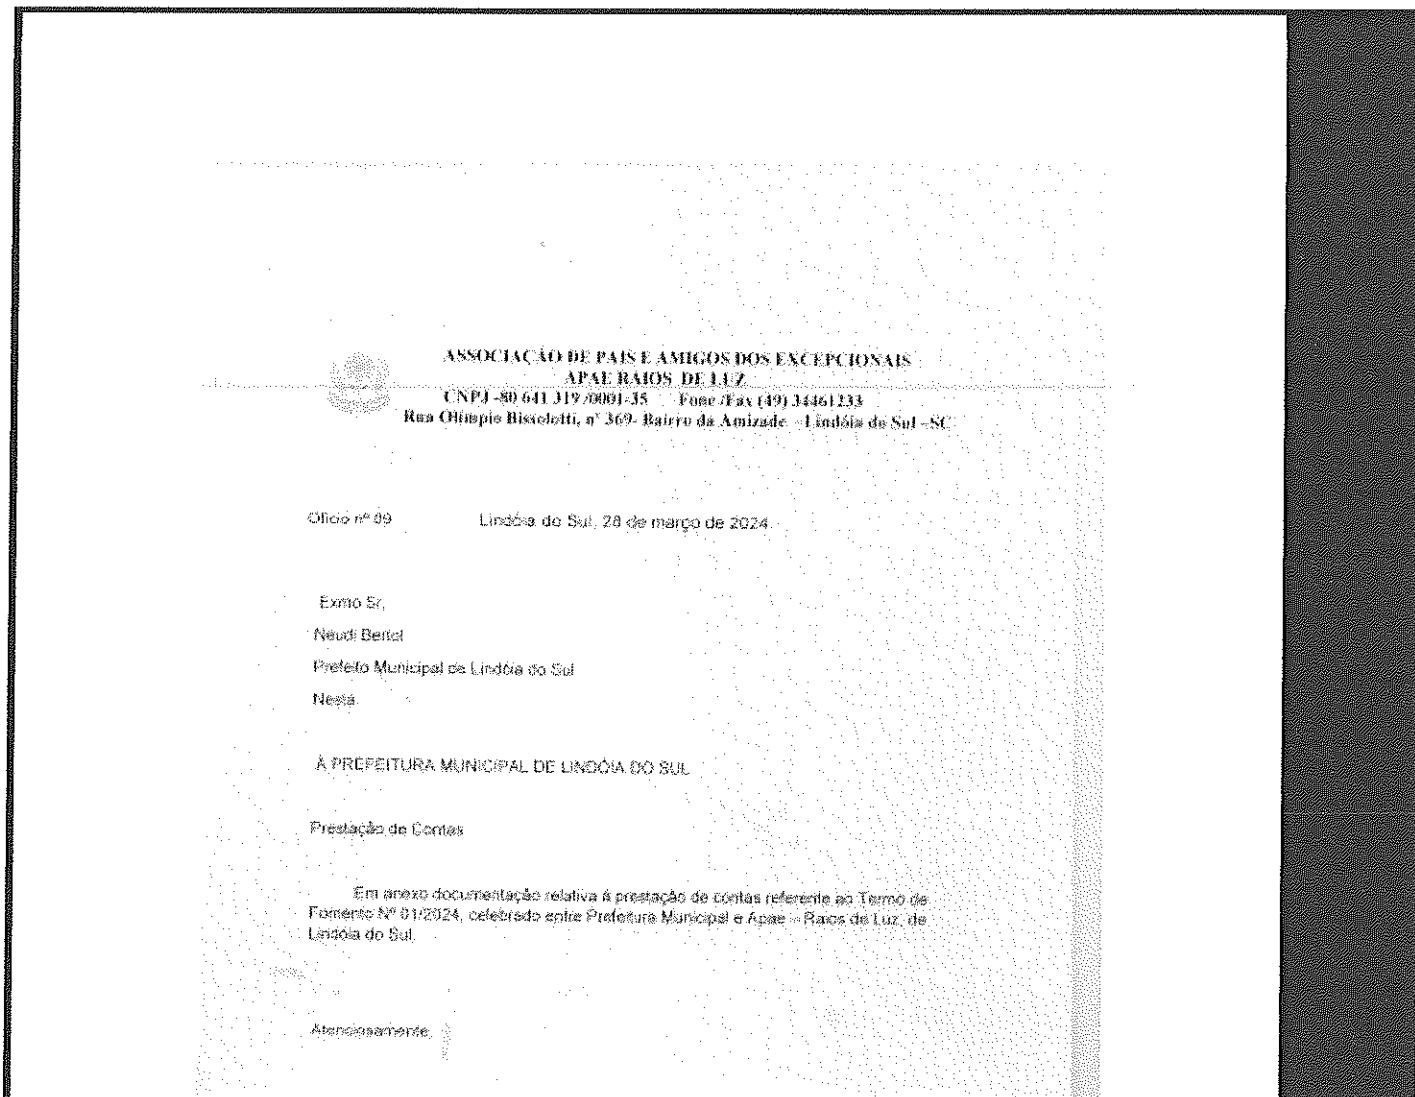 ASSOCIAÇÃO DE PAIS E AMIGOS DOS EXCEPCIONAIS
APAE RAIOS DE LUZ
CNPJ -80 641 319 /0001-35 Fone /Fax (49) 34461233
Rua Olímpio Bissolotti, nº 369- Bairro da Amizade – Lindóia do Sul –SC
Ofício nº 09 Lindóia do Sul, 28 de março de 2024.
Exmo Sr,
Neudi Bertol
Prefeito Municipal de Lindóia do Sul
Nesta
À PREFEITURA MUNICIPAL DE LINDÓIA DO SUL
Prestação de Contas
Em anexo documentação relativa à prestação de contas referente ao Termo de
Fomento Nº 01/2024, celebrado entre Prefeitura Municipal e Apae – Raios de Luz, de
Lindóia do Sul.
Atenciosamente,